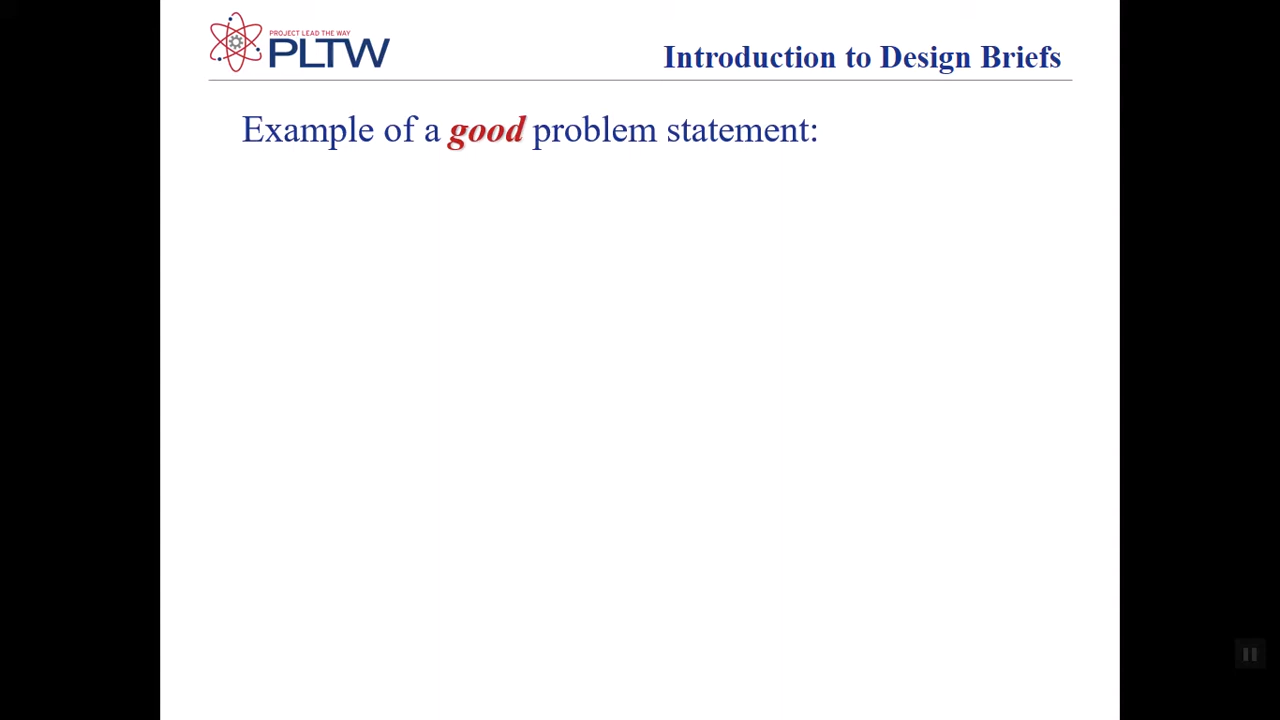 PROJECT LEAD THE WAY
PLTW
Introduction to Design Briefs
Example of a good problem statement: